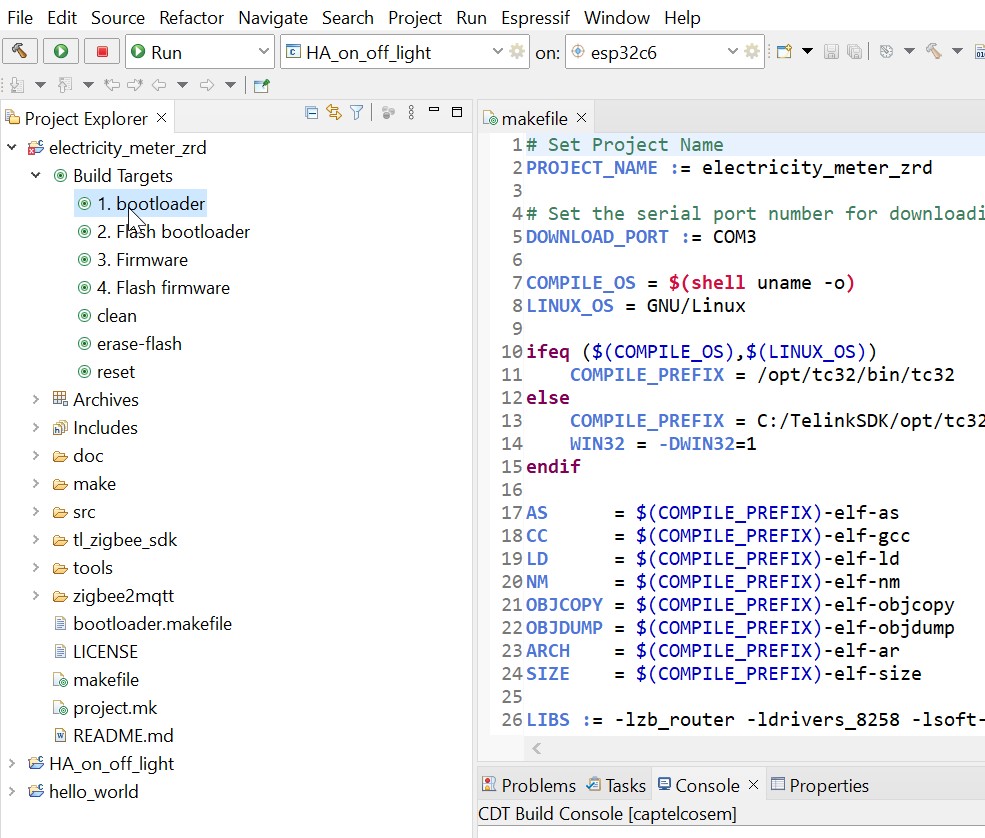 File Edit Source Refactor Navigate Search Project Run Espressif Window Help
Run HA_on_off_light on: esp32c6
Project Explorer
electricity_meter_zrd
Build Targets
1. bootloader
2. Flash bootloader
3. Firmware
4. Flash firmware
clean
erase-flash
reset
Archives
Includes
doc
make
src
tl_zigbee_sdk
tools
zigbee2mqtt
bootloader.makefile
LICENSE
makefile
project.mk
README.md
HA_on_off_light
hello_world
makefile
1 # Set Project Name
2 PROJECT_NAME := electricity_meter_zrd
3
4 # Set the serial port number for downloadi
5 DOWNLOAD_PORT := COM3
6
7 COMPILE_OS = $(shell uname -o)
8 LINUX_OS = GNU/Linux
9
10 ifeq ($(COMPILE_OS),$(LINUX_OS))
11 COMPILE_PREFIX = /opt/tc32/bin/tc32
12 else
13 COMPILE_PREFIX = C:/TelinkSDK/opt/tc32
14 WIN32 = -DWIN32=1
15 endif
16
17 AS = $(COMPILE_PREFIX)-elf-as
18 CC = $(COMPILE_PREFIX)-elf-gcc
19 LD = $(COMPILE_PREFIX)-elf-ld
20 NM = $(COMPILE_PREFIX)-elf-nm
21 OBJCOPY = $(COMPILE_PREFIX)-elf-objcopy
22 OBJDUMP = $(COMPILE_PREFIX)-elf-objdump
23 ARCH = $(COMPILE_PREFIX)-elf-ar
24 SIZE = $(COMPILE_PREFIX)-elf-size
25
26 LIBS := -lzb_router -ldrivers_8258 -lsoft-
Problems Tasks Console Properties
CDT Build Console [captelcosem]